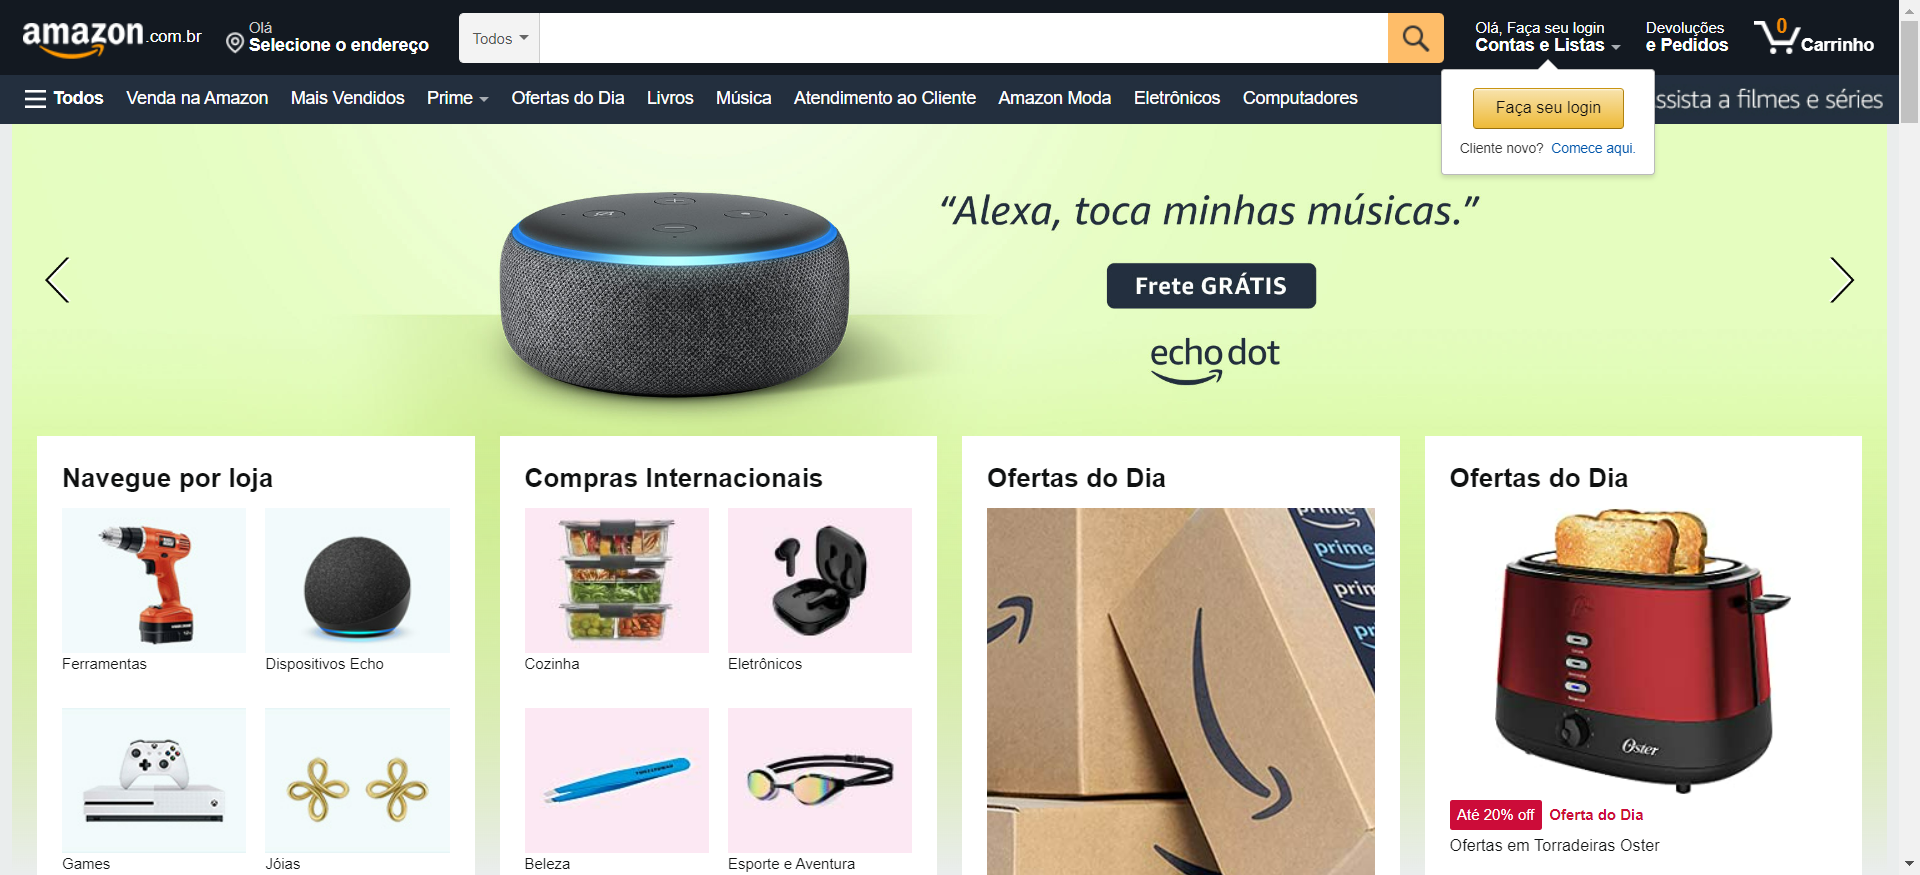 amazon.com.br
Olá
Selecione o endereço
Todos
Olá, Faça seu login
Contas e Listas
Devoluções
e Pedidos
0
Carrinho
Todos
Venda na Amazon
Mais Vendidos
Prime
Ofertas do Dia
Livros
Música
Atendimento ao Cliente
Amazon Moda
Eletrônicos
Computadores
ssista a filmes e séries
Faça seu login
Cliente novo? Comece aqui.
“Alexa, toca minhas músicas.”
Frete GRÁTIS
echo dot
Navegue por loja
Ferramentas
Dispositivos Echo
Games
Jóias
Compras Internacionais
Cozinha
Eletrônicos
Beleza
Esporte e Aventura
Ofertas do Dia
prime
prime
prim
prin
pr
Ofertas do Dia
Oster
Até 20% off
Oferta do Dia
Ofertas em Torradeiras Oster